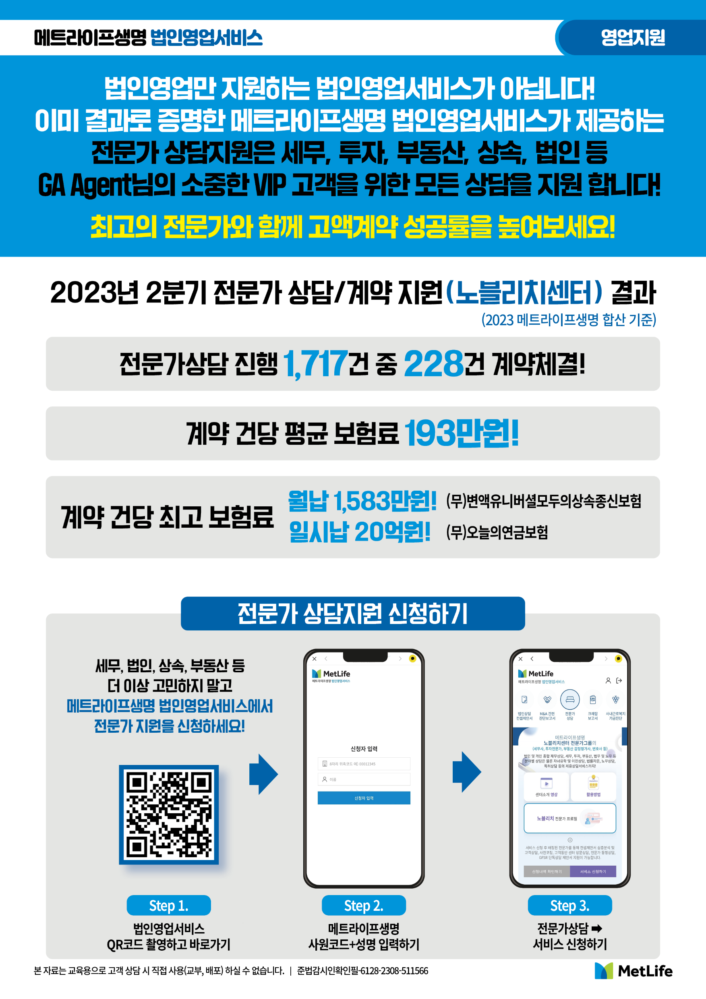 메트라이프생명 법인영업서비스
영업지원
법인영업만 지원하는 법인영업서비스가 아닙니다!
이미 결과로 증명한 메트라이프생명 법인영업서비스가 제공하는
전문가 상담지원은 세무, 투자, 부동산, 상속, 법인 등
GA Agent님의 소중한 VIP 고객을 위한 모든 상담을 지원 합니다!
최고의 전문가와 함께 고액계약 성공률을 높여보세요!
2023년 2분기 전문가 상담/계약 지원(노블리치센터) 결과
(2023 메트라이프생명 합산 기준)
전문가상담 진행 1,717건 중 228건 계약체결!
계약 건당 평균 보험료 193만원!
계약 건당 최고 보험료
월납 1,583만원! (무)변액유니버셜모두의상속종신보험
일시납 20억원! (무)오늘의연금보험
전문가 상담지원 신청하기
세무, 법인, 상속, 부동산 등
더 이상 고민하지 말고
메트라이프생명 법인영업서비스에서
전문가 지원을 신청하세요!
MetLife
메트라이프생명 법인영업서비스
신청자 입력
8자리 위촉코드 예) 00012345
이름
신청자 입력
MetLife
메트라이프생명 법인영업서비스
법인상담
컨셉제안서
M&A 간편
진단보고서
전문가
상담
크레탑
보고서
사내근로복지
기금진단
메트라이프생명
노블리치센터 전문가그룹의
(세무사, 투자전문가, 부동산 감정평가사, 변호사 등)
법인 및 개인 종합 재무상담, 세무, 투자, 부동산, 법무 및 노무 등
분야별 상담은 물론 자녀유학 및 이민상담, 법률자문, 노무상담,
특허상담 등의 제휴상담서비스까지!
센터소개 영상
활용방법
노블리치 전문가 프로필
서비스 신청 후 배정된 전문가를 통해 컨셉제안서 심층분석 및
고객상담, 사전코칭, 고객동반 센터 방문상담, 전문가 동행상담,
GFSR 단독상담 제안서 지원이 가능합니다.
신청내역 확인하기
서비스 신청하기
Step 1.
법인영업서비스
QR코드 촬영하고 바로가기
Step 2.
메트라이프생명
사원코드+성명 입력하기
Step 3.
전문가상담 ➡
서비스 신청하기
본 자료는 교육용으로 고객 상담 시 직접 사용(교부, 배포) 하실 수 없습니다. | 준법감시인확인필-6128-2308-511566
MetLife